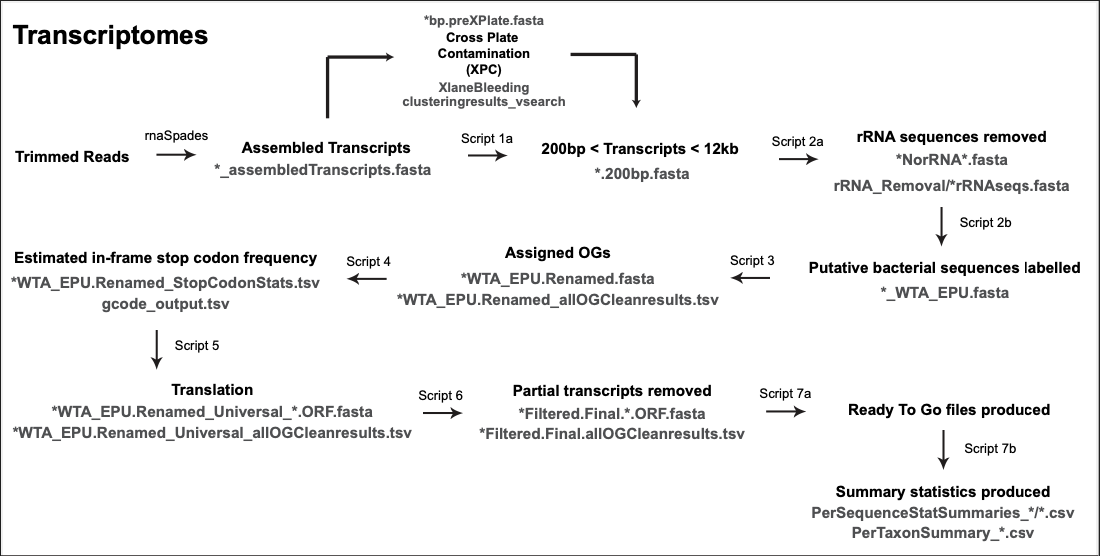 Transcriptomes
*bp.preXPlate.fasta
Cross Plate
Contamination
(XPC)
XlaneBleeding
clusteringresults_vsearch
Trimmed Reads
rnaSpades
Assembled Transcripts
*_assembledTranscripts.fasta
Script 1a
200bp < Transcripts < 12kb
*.200bp.fasta
Script 2a
rRNA sequences removed
*NorRNA*.fasta
rRNA_Removal/*rRNAseqs.fasta
Script 2b
Putative bacterial sequences labelled
*_WTA_EPU.fasta
Script 3
Assigned OGs
*WTA_EPU.Renamed.fasta
*WTA_EPU.Renamed_allOGCleanresults.tsv
Script 4
Estimated in-frame stop codon frequency
*WTA_EPU.Renamed_StopCodonStats.tsv
gcode_output.tsv
Script 5
Translation
*WTA_EPU.Renamed_Universal_*.ORF.fasta
*WTA_EPU.Renamed_Universal_allOGCleanresults.tsv
Script 6
Partial transcripts removed
*Filtered.Final.*.ORF.fasta
*Filtered.Final.allOGCleanresults.tsv
Script 7a
Ready To Go files produced
Script 7b
Summary statistics produced
PerSequenceStatSummaries_*/*.csv
PerTaxonSummary_*.csv